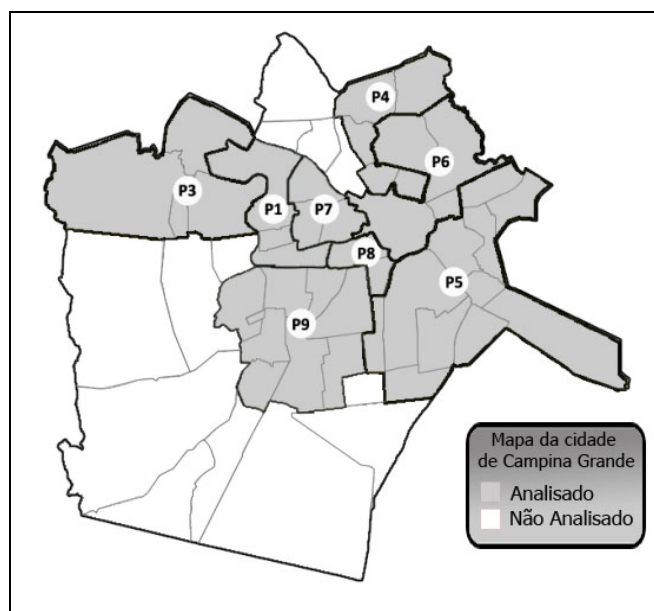 P4
P6
P3
P1
P7
P8
P5
P9
Mapa da cidade
de Campina Grande
Analisado
Não Analisado